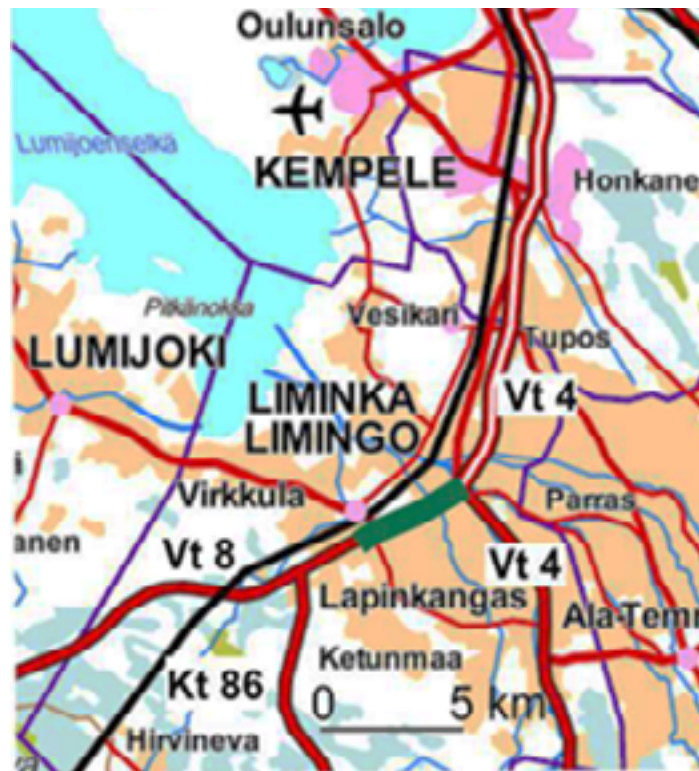 Oulunsalo
Lumijoenselkä
KEMPELE
Honkane
Pitkänokka
Vesikari
Tupos
LUMIJOKI
LIMINKA
LIMINGO
Vt 4
Virkkula
Parras
anen
Vt 8
Vt 4
Lapinkangas
Ala-Tem
Ketunmaa
Kt 86
0 5 km
Hirvineva